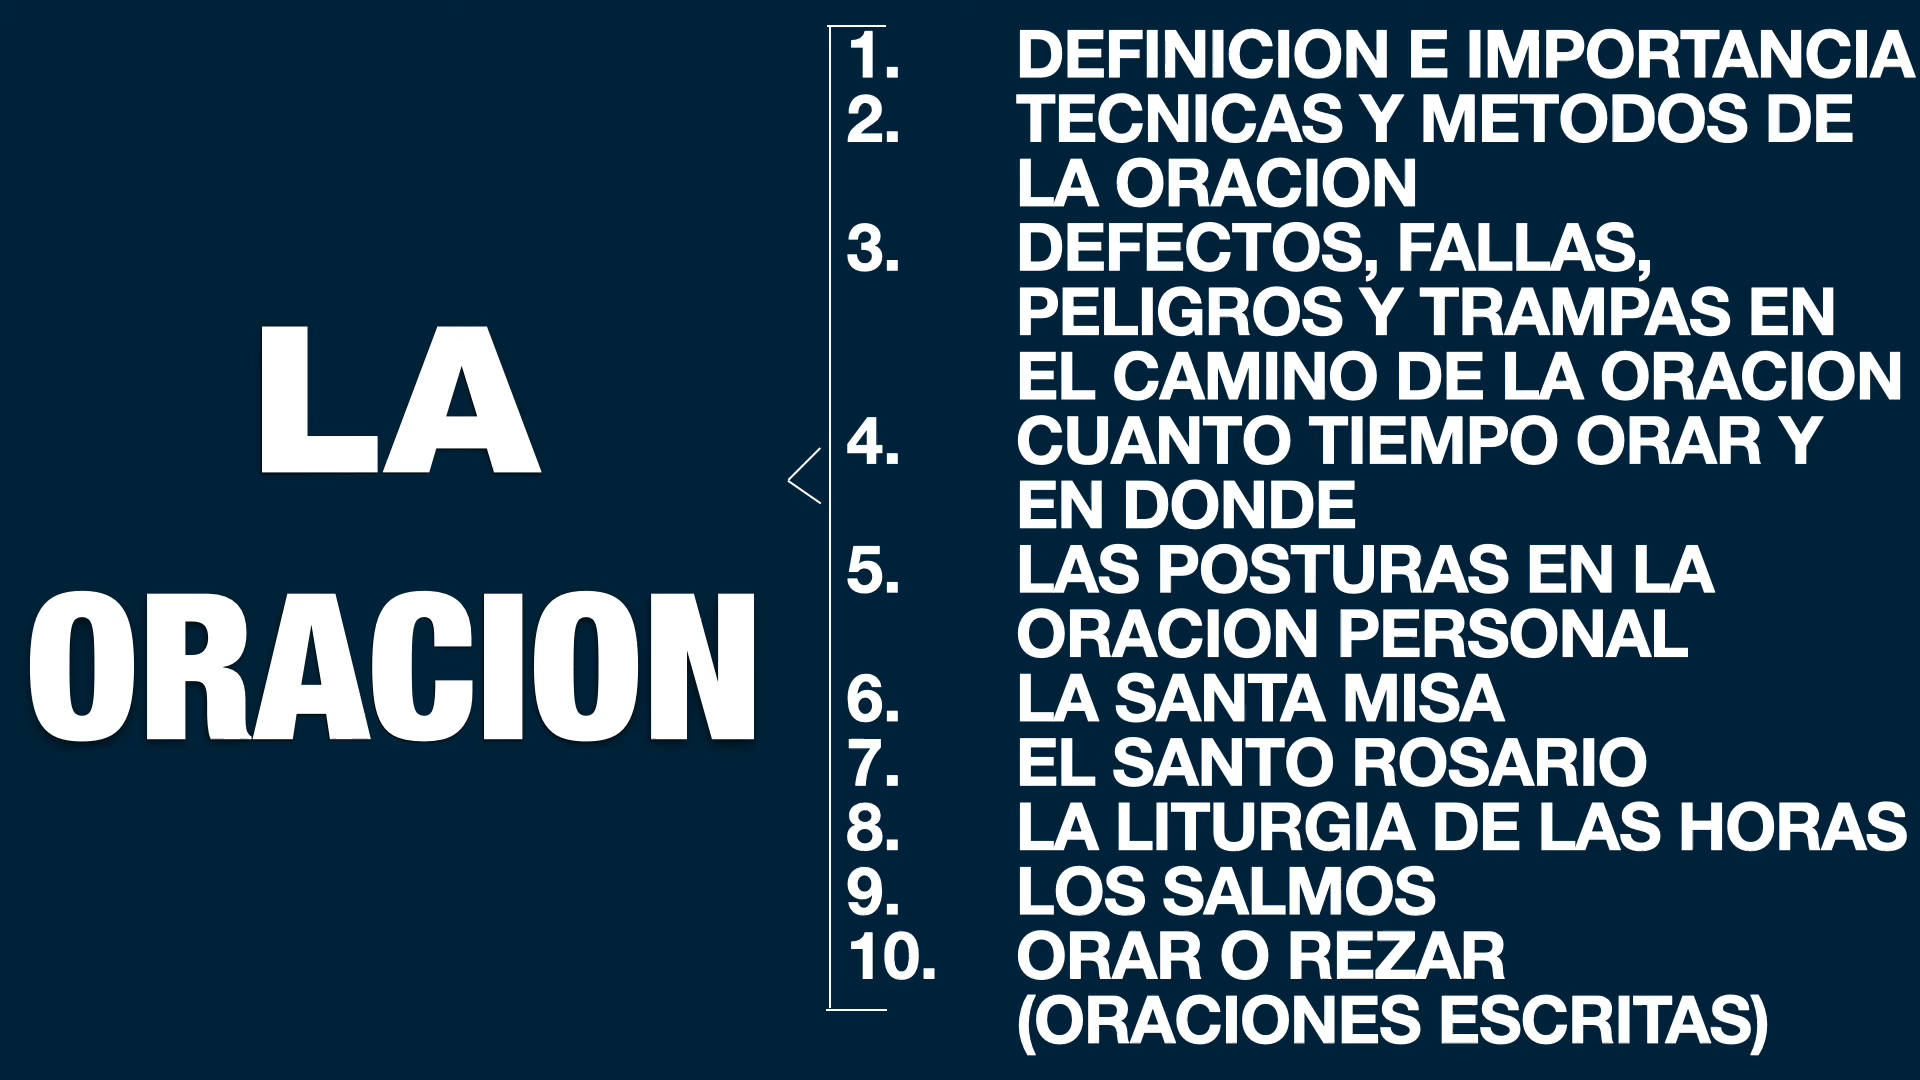 LA
ORACION
1. DEFINICION E IMPORTANCIA
2. TECNICAS Y METODOS DE
LA ORACION
3. DEFECTOS, FALLAS,
PELIGROS Y TRAMPAS EN
EL CAMINO DE LA ORACION
4. CUANTO TIEMPO ORAR Y
EN DONDE
5. LAS POSTURAS EN LA
ORACION PERSONAL
6. LA SANTA MISA
7. EL SANTO ROSARIO
8. LA LITURGIA DE LAS HORAS
9. LOS SALMOS
10. ORAR O REZAR
(ORACIONES ESCRITAS)